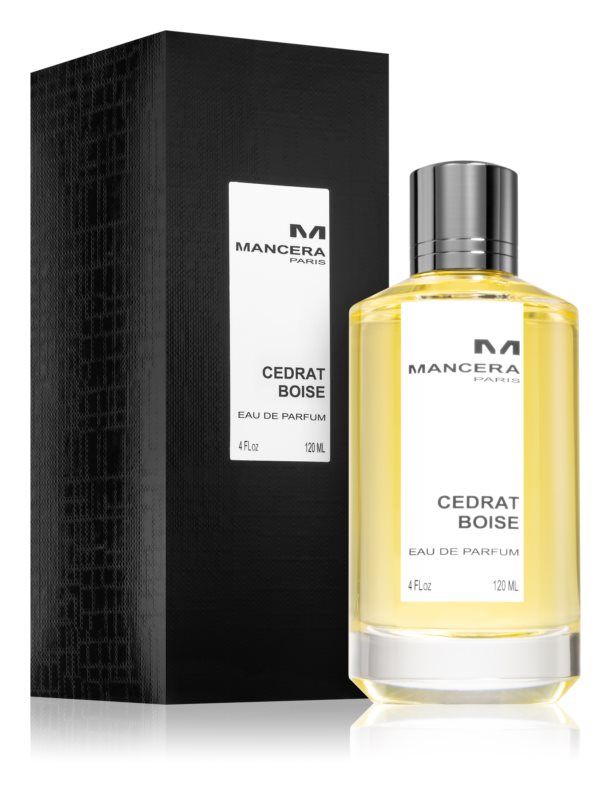 M
MANCERA
PARIS
CEDRAT
BOISE
EAU DE PARFUM
4 FLoz 120 ML
M
MANCERA
PARIS
CEDRAT
BOISE
EAU DE PARFUM
4 FLoz 120 ML